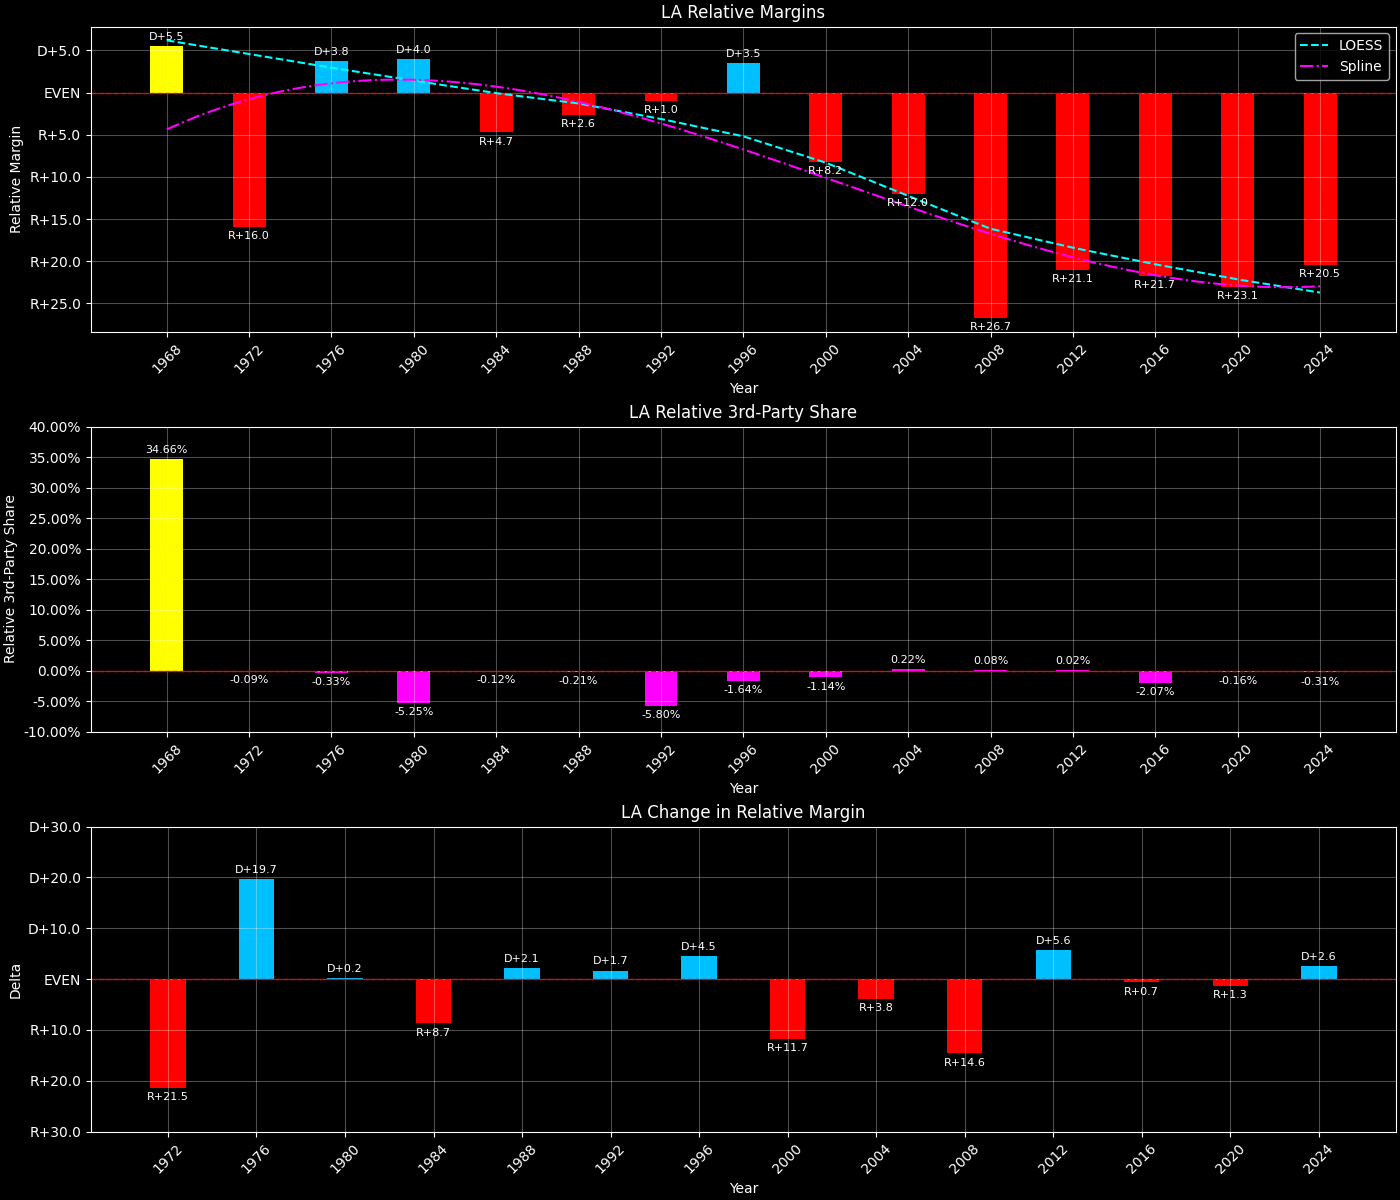 LA Relative Margins
Relative Margin
D+5.0
EVEN
R+5.0
R+10.0
R+15.0
R+20.0
R+25.0
D+5.5
R+16.0
D+3.8
D+4.0
R+4.7
R+2.6
R+1.0
D+3.5
R+8.2
R+12.0
R+26.7
R+21.1
R+21.7
R+23.1
R+20.5
LOESS
Spline
1968
1972
1976
1980
1984
1988
1992
1996
2000
2004
2008
2012
2016
2020
2024
Year
LA Relative 3rd-Party Share
Relative 3rd-Party Share
40.00%
35.00%
30.00%
25.00%
20.00%
15.00%
10.00%
5.00%
0.00%
-5.00%
-10.00%
34.66%
-0.09%
-0.33%
-5.25%
-0.12%
-0.21%
-5.80%
-1.64%
-1.14%
0.22%
0.08%
0.02%
-2.07%
-0.16%
-0.31%
1968
1972
1976
1980
1984
1988
1992
1996
2000
2004
2008
2012
2016
2020
2024
Year
LA Change in Relative Margin
Delta
D+30.0
D+20.0
D+10.0
EVEN
R+10.0
R+20.0
R+30.0
R+21.5
D+19.7
D+0.2
R+8.7
D+2.1
D+1.7
D+4.5
R+11.7
R+3.8
R+14.6
D+5.6
R+0.7
R+1.3
D+2.6
1972
1976
1980
1984
1988
1992
1996
2000
2004
2008
2012
2016
2020
2024
Year